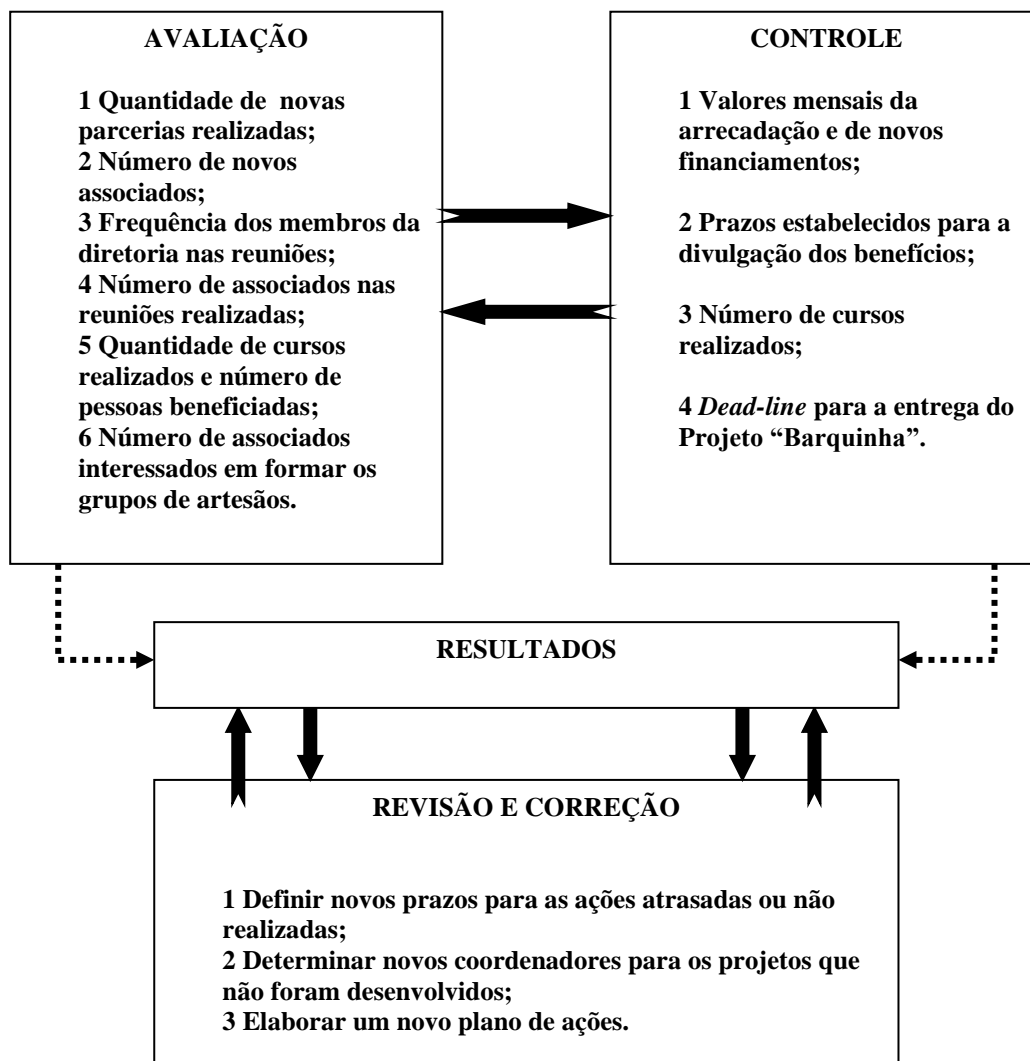 AVALIAÇÃO
1 Quantidade de novas
parcerias realizadas;
2 Número de novos
associados;
3 Frequência dos membros da
diretoria nas reuniões;
4 Número de associados nas
reuniões realizadas;
5 Quantidade de cursos
realizados e número de
pessoas beneficiadas;
6 Número de associados
interessados em formar os
grupos de artesãos.
CONTROLE
1 Valores mensais da
arrecadação e de novos
financiamentos;
2 Prazos estabelecidos para a
divulgação dos benefícios;
3 Número de cursos
realizados;
4 Dead-line para a entrega do
Projeto “Barquinha”.
RESULTADOS
REVISÃO E CORREÇÃO
1 Definir novos prazos para as ações atrasadas ou não
realizadas;
2 Determinar novos coordenadores para os projetos que
não foram desenvolvidos;
3 Elaborar um novo plano de ações.